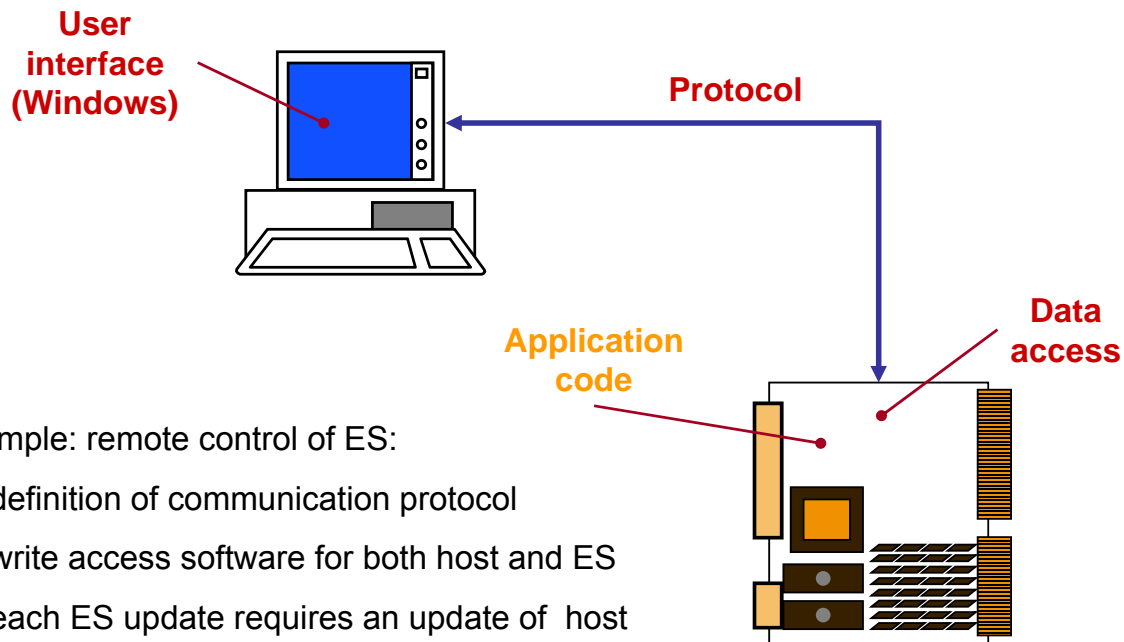 User
interface
(Windows)
Protocol
Data
access
Application
code
mple: remote control of ES:
definition of communication protocol
write access software for both host and ES
each ES update requires an update of host